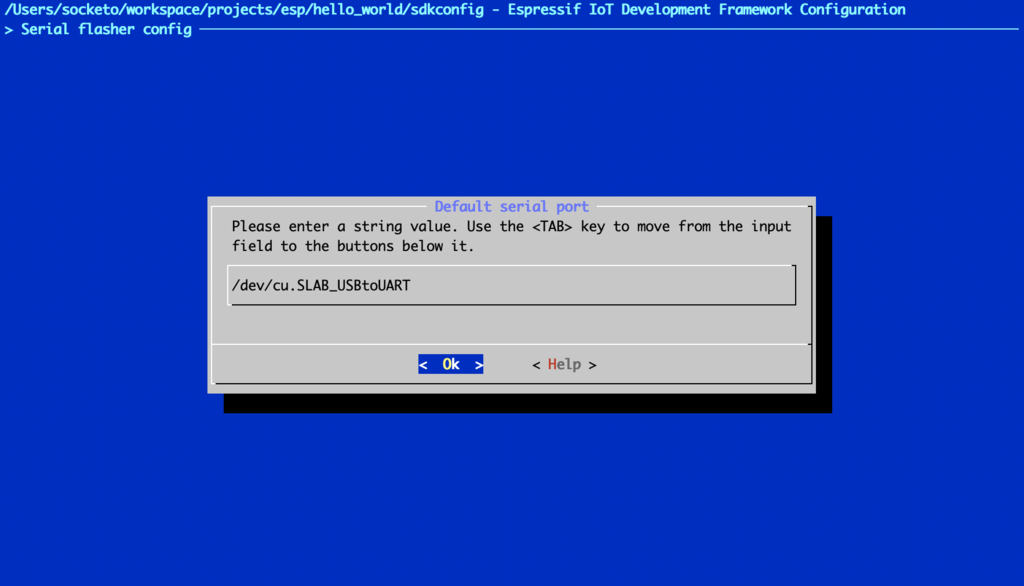 /Users/socketo/workspace/projects/esp/hello_world/sdkconfig - Espressif IoT Development Framework Configuration
> Serial flasher config
Default serial port
Please enter a string value. Use the <TAB> key to move from the input
field to the buttons below it.
/dev/cu.SLAB_USBtoUART
< Ok > < Help >